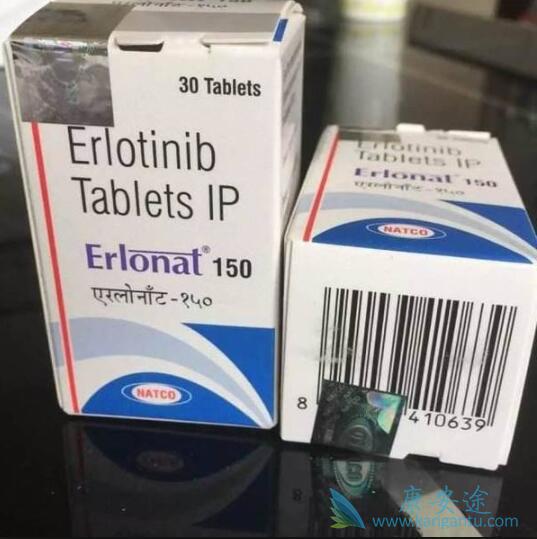 30 Tablets
Erlotinib
Tablets IP
Erlonat® 150
एरलोनाँट-१५०
NATCO
Erlotinib
Tablets IP
Erlonat 150
एरलोनाँट-१५०
NATCO
8
410639
康安途
www.kangantu.com